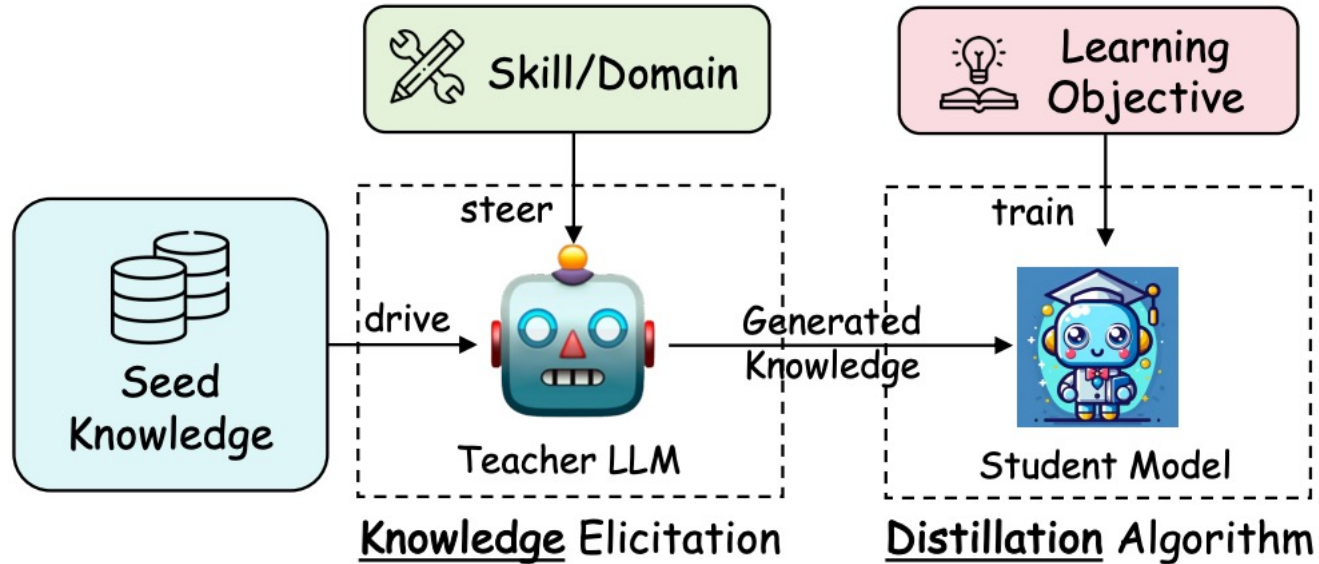 Skill/Domain
Learning
Objective
steer
train
drive
Generated
Knowledge
Seed
Knowledge
Teacher LLM
Student Model
Knowledge Elicitation
Distillation Algorithm